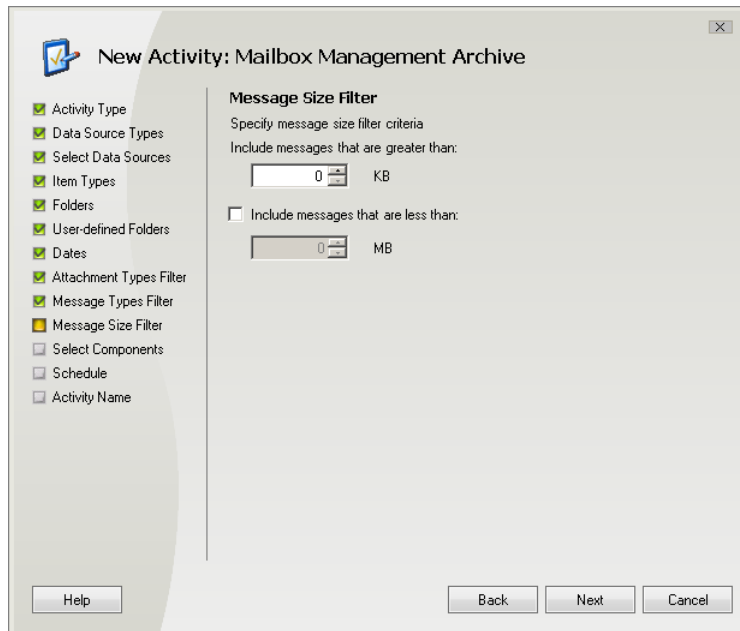 New Activity: Mailbox Management Archive
Activity Type
Data Source Types
Select Data Sources
Item Types
Folders
User-defined Folders
Dates
Attachment Types Filter
Message Types Filter
Message Size Filter
Select Components
Schedule
Activity Name
Message Size Filter
Specify message size filter criteria
Include messages that are greater than:
0 KB
Include messages that are less than:
0 MB
Help Back Next Cancel